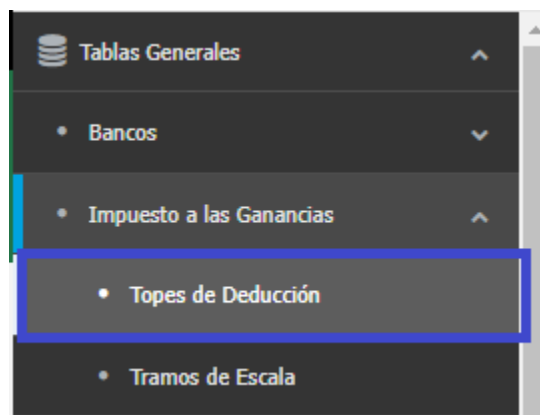 Tablas Generales
Bancos
Impuesto a las Ganancias
Topes de Deducción
Tramos de Escala